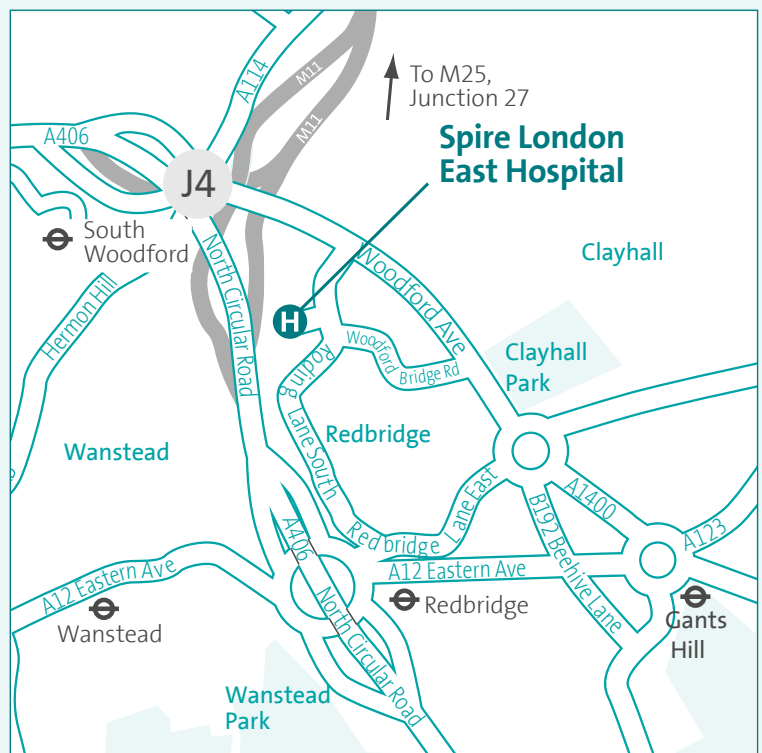 A114
M11
M11
To M25,
Junction 27
A406
Spire London
East Hospital
J4
South
Woodford
Clayhall
North Circular Road
Woodford Ave
Hermon Hill
H
Woodford
Bridge Rd
Clayhall
Park
Roding
Lane South
Redbridge
Wanstead
Lane East
A1400
B192 Beehive Lane
A406
Redbridge
A123
A12 Eastern Ave
A12 Eastern Ave
Redbridge
Wanstead
North Circular Road
Gants
Hill
Wanstead
Park